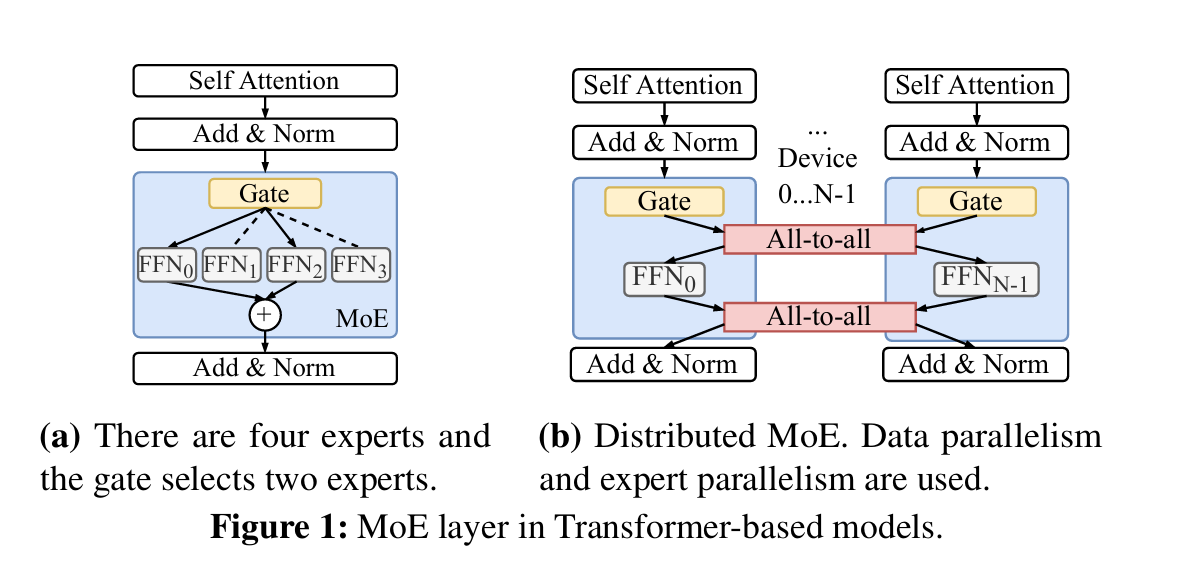 Self Attention
Add & Norm
Gate
FFN0 FFN1 FFN2 FFN3
+
MoE
Add & Norm
(a) There are four experts and
the gate selects two experts.
Self Attention
Add & Norm
Gate
...
Device
0...N-1
Self Attention
Add & Norm
Gate
All-to-all
FFN0
FFNN-1
All-to-all
Add & Norm
Add & Norm
(b) Distributed MoE. Data parallelism
and expert parallelism are used.
Figure 1: MoE layer in Transformer-based models.